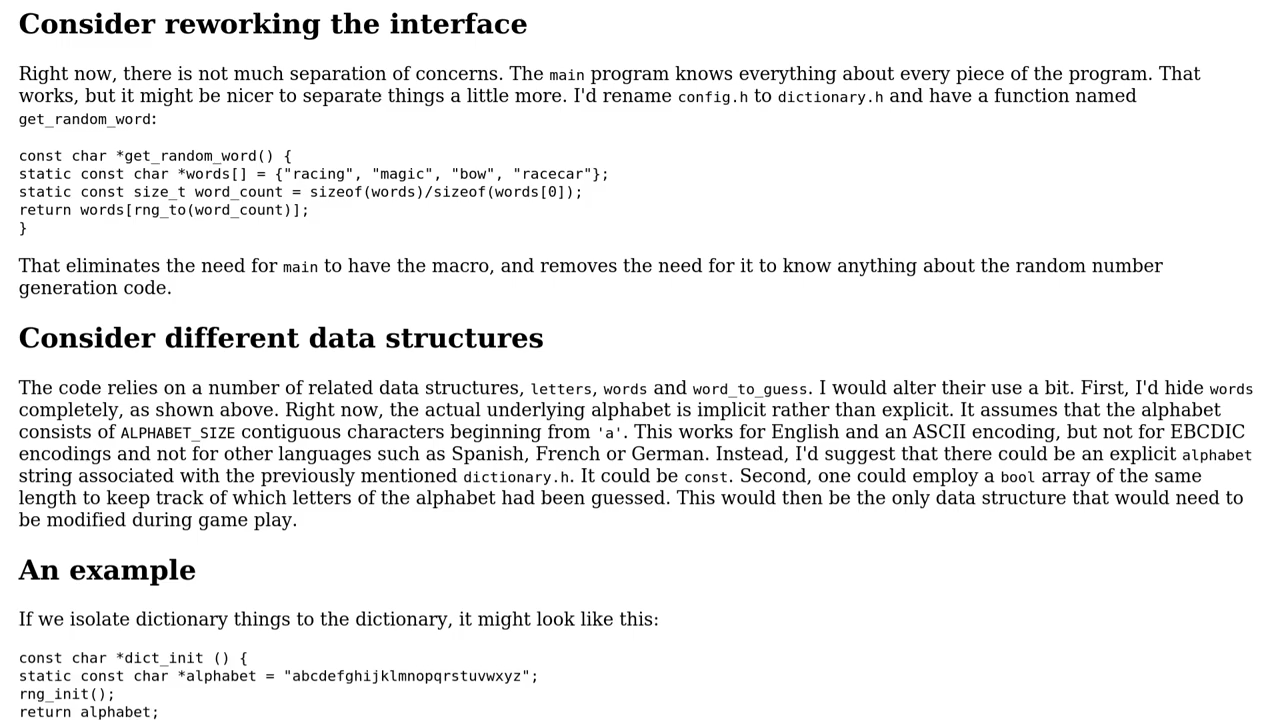 Consider reworking the interface
Right now, there is not much separation of concerns. The main program knows everything about every piece of the program. That
works, but it might be nicer to separate things a little more. I'd rename config.h to dictionary.h and have a function named
get_random_word:
const char *get_random_word() {
static const char *words[] = {"racing", "magic", "bow", "racecar"};
static const size_t word_count = sizeof(words)/sizeof(words[0]);
return words[rng_to(word_count)];
}
That eliminates the need for main to have the macro, and removes the need for it to know anything about the random number
generation code.
Consider different data structures
The code relies on a number of related data structures, letters, words and word_to_guess. I would alter their use a bit. First, I'd hide words
completely, as shown above. Right now, the actual underlying alphabet is implicit rather than explicit. It assumes that the alphabet
consists of ALPHABET_SIZE contiguous characters beginning from 'a'. This works for English and an ASCII encoding, but not for EBCDIC
encodings and not for other languages such as Spanish, French or German. Instead, I'd suggest that there could be an explicit alphabet
string associated with the previously mentioned dictionary.h. It could be const. Second, one could employ a bool array of the same
length to keep track of which letters of the alphabet had been guessed. This would then be the only data structure that would need to
be modified during game play.
An example
If we isolate dictionary things to the dictionary, it might look like this:
const char *dict_init () {
static const char *alphabet = "abcdefghijklmnopqrstuvwxyz";
rng_init();
return alphabet;